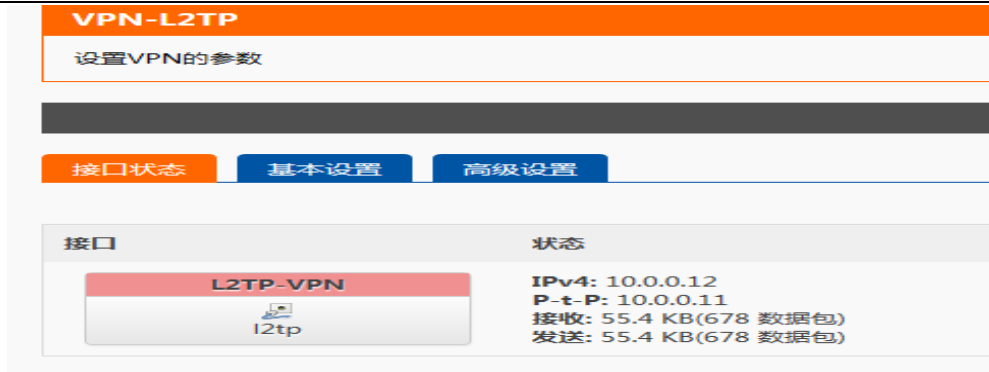 VPN-L2TP
设置VPN的参数
接口状态 基本设置 高级设置
接口 状态
L2TP-VPN
l2tp
IPv4: 10.0.0.12
P-t-P: 10.0.0.11
接收: 55.4 KB(678 数据包)
发送: 55.4 KB(678 数据包)